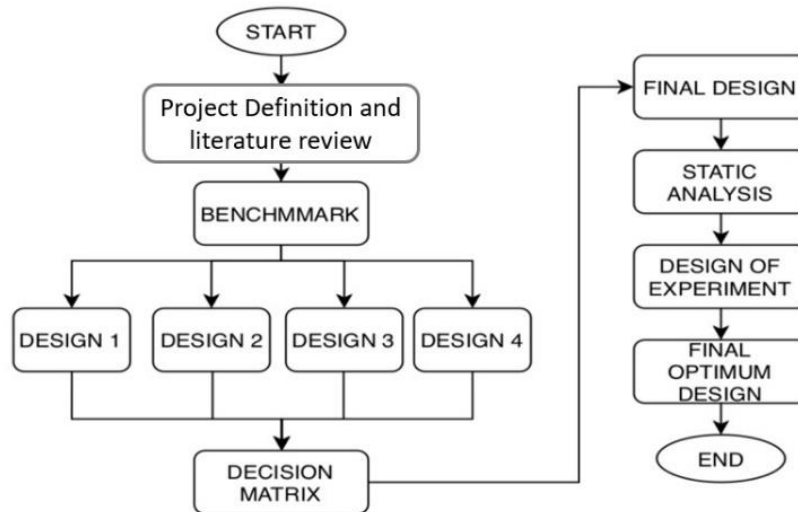 START
Project Definition and
literature review
BENCHMMARK
DESIGN 1
DESIGN 2
DESIGN 3
DESIGN 4
DECISION
MATRIX
FINAL DESIGN
STATIC
ANALYSIS
DESIGN OF
EXPERIMENT
FINAL
OPTIMUM
DESIGN
END